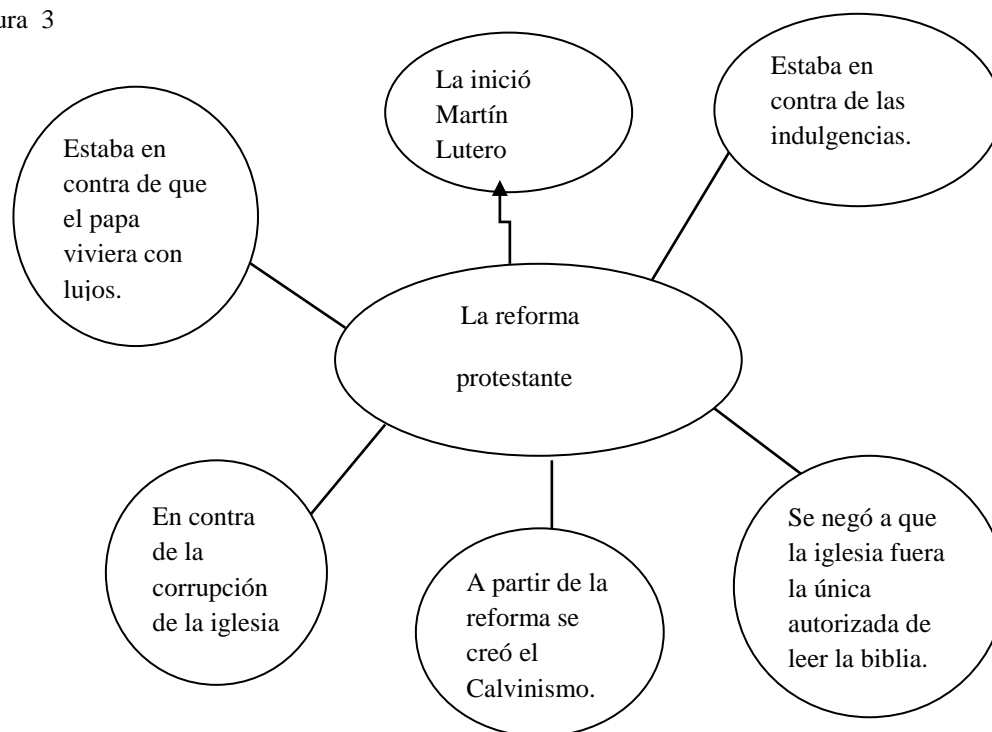 ura 3
La inició
Martín
Lutero
Estaba en
contra de las
indulgencias.
Estaba en
contra de que
el papa
viviera con
lujos.
La reforma
protestante
En contra
de la
corrupción
de la iglesia
A partir de la
reforma se
creó el
Calvinismo.
Se negó a que
la iglesia fuera
la única
autorizada de
leer la biblia.